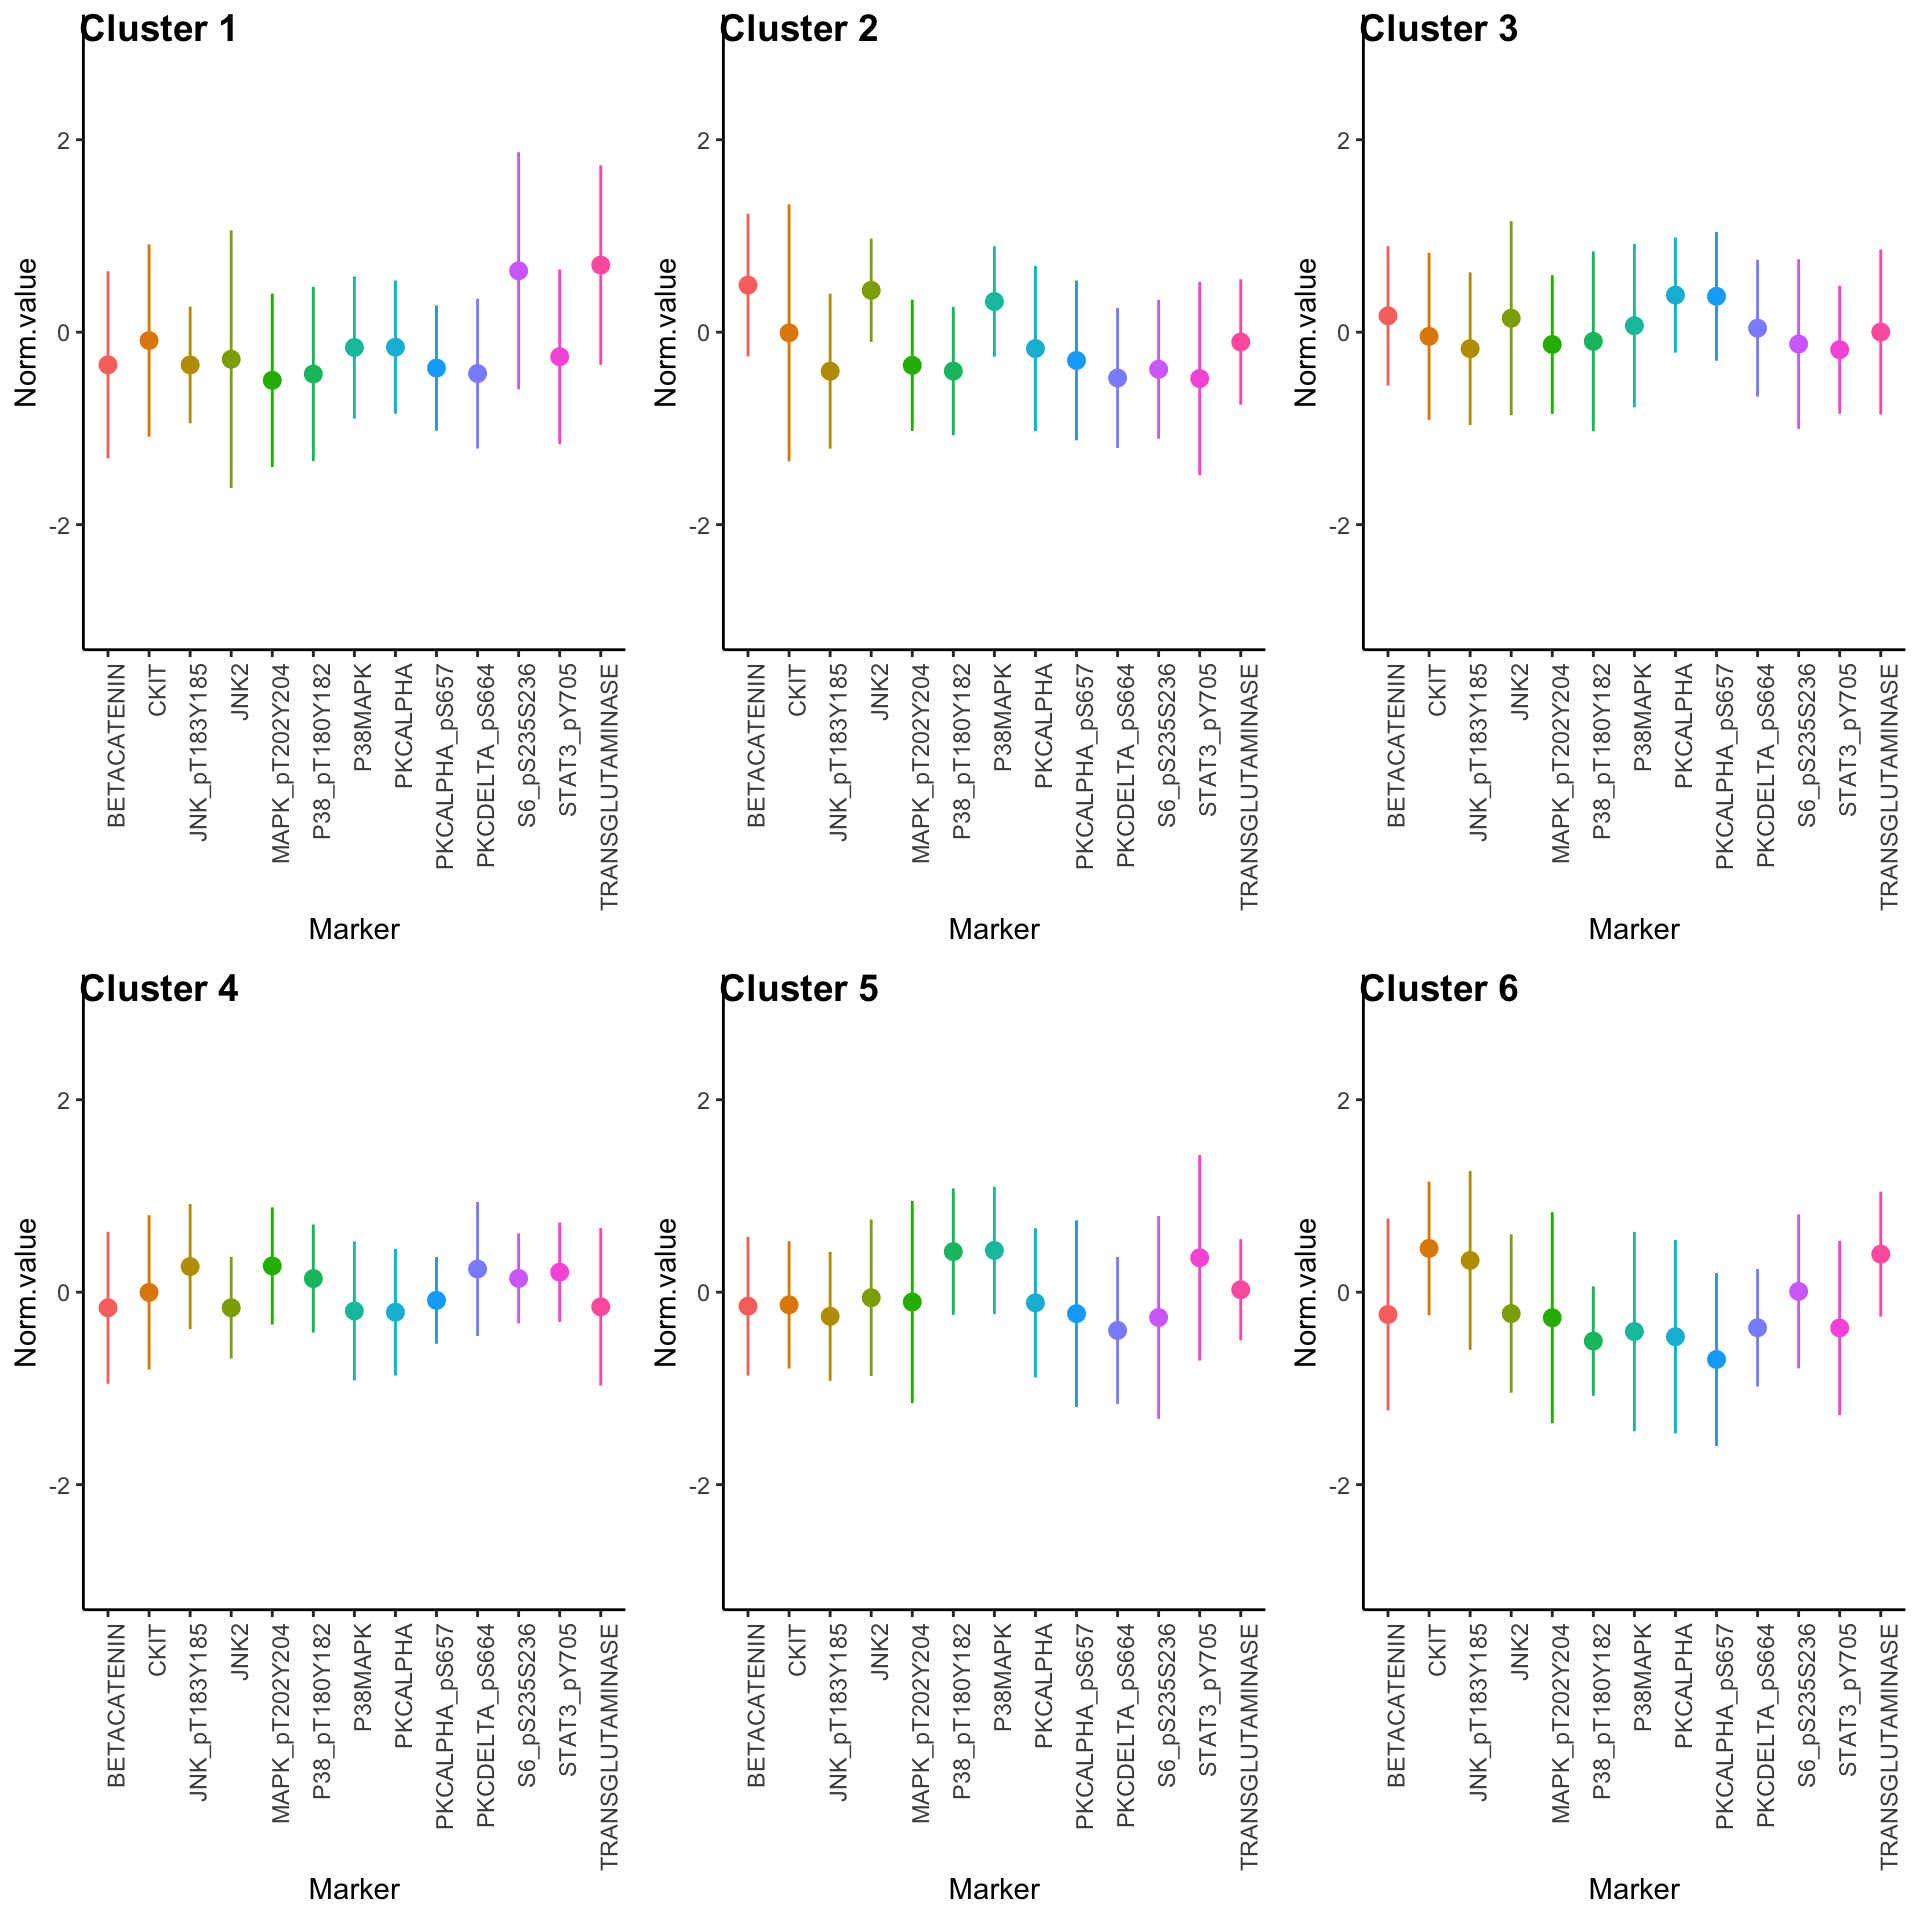 Cluster 1
Norm.value
2
0
-2
BETACATENIN
CKIT
JNK_pT183Y185
JNK2
MAPK_pT202Y204
P38_pT180Y182
P38MAPK
PKCALPHA
PKCALPHA_pS657
PKCDELTA_pS664
S6_pS235S236
STAT3_pY705
TRANSGLUTAMINASE
Marker
Cluster 2
Norm.value
2
0
-2
BETACATENIN
CKIT
JNK_pT183Y185
JNK2
MAPK_pT202Y204
P38_pT180Y182
P38MAPK
PKCALPHA
PKCALPHA_pS657
PKCDELTA_pS664
S6_pS235S236
STAT3_pY705
TRANSGLUTAMINASE
Marker
Cluster 3
Norm.value
2
0
-2
BETACATENIN
CKIT
JNK_pT183Y185
JNK2
MAPK_pT202Y204
P38_pT180Y182
P38MAPK
PKCALPHA
PKCALPHA_pS657
PKCDELTA_pS664
S6_pS235S236
STAT3_pY705
TRANSGLUTAMINASE
Marker
Cluster 4
Norm.value
2
0
-2
BETACATENIN
CKIT
JNK_pT183Y185
JNK2
MAPK_pT202Y204
P38_pT180Y182
P38MAPK
PKCALPHA
PKCALPHA_pS657
PKCDELTA_pS664
S6_pS235S236
STAT3_pY705
TRANSGLUTAMINASE
Marker
Cluster 5
Norm.value
2
0
-2
BETACATENIN
CKIT
JNK_pT183Y185
JNK2
MAPK_pT202Y204
P38_pT180Y182
P38MAPK
PKCALPHA
PKCALPHA_pS657
PKCDELTA_pS664
S6_pS235S236
STAT3_pY705
TRANSGLUTAMINASE
Marker
Cluster 6
Norm.value
2
0
-2
BETACATENIN
CKIT
JNK_pT183Y185
JNK2
MAPK_pT202Y204
P38_pT180Y182
P38MAPK
PKCALPHA
PKCALPHA_pS657
PKCDELTA_pS664
S6_pS235S236
STAT3_pY705
TRANSGLUTAMINASE
Marker